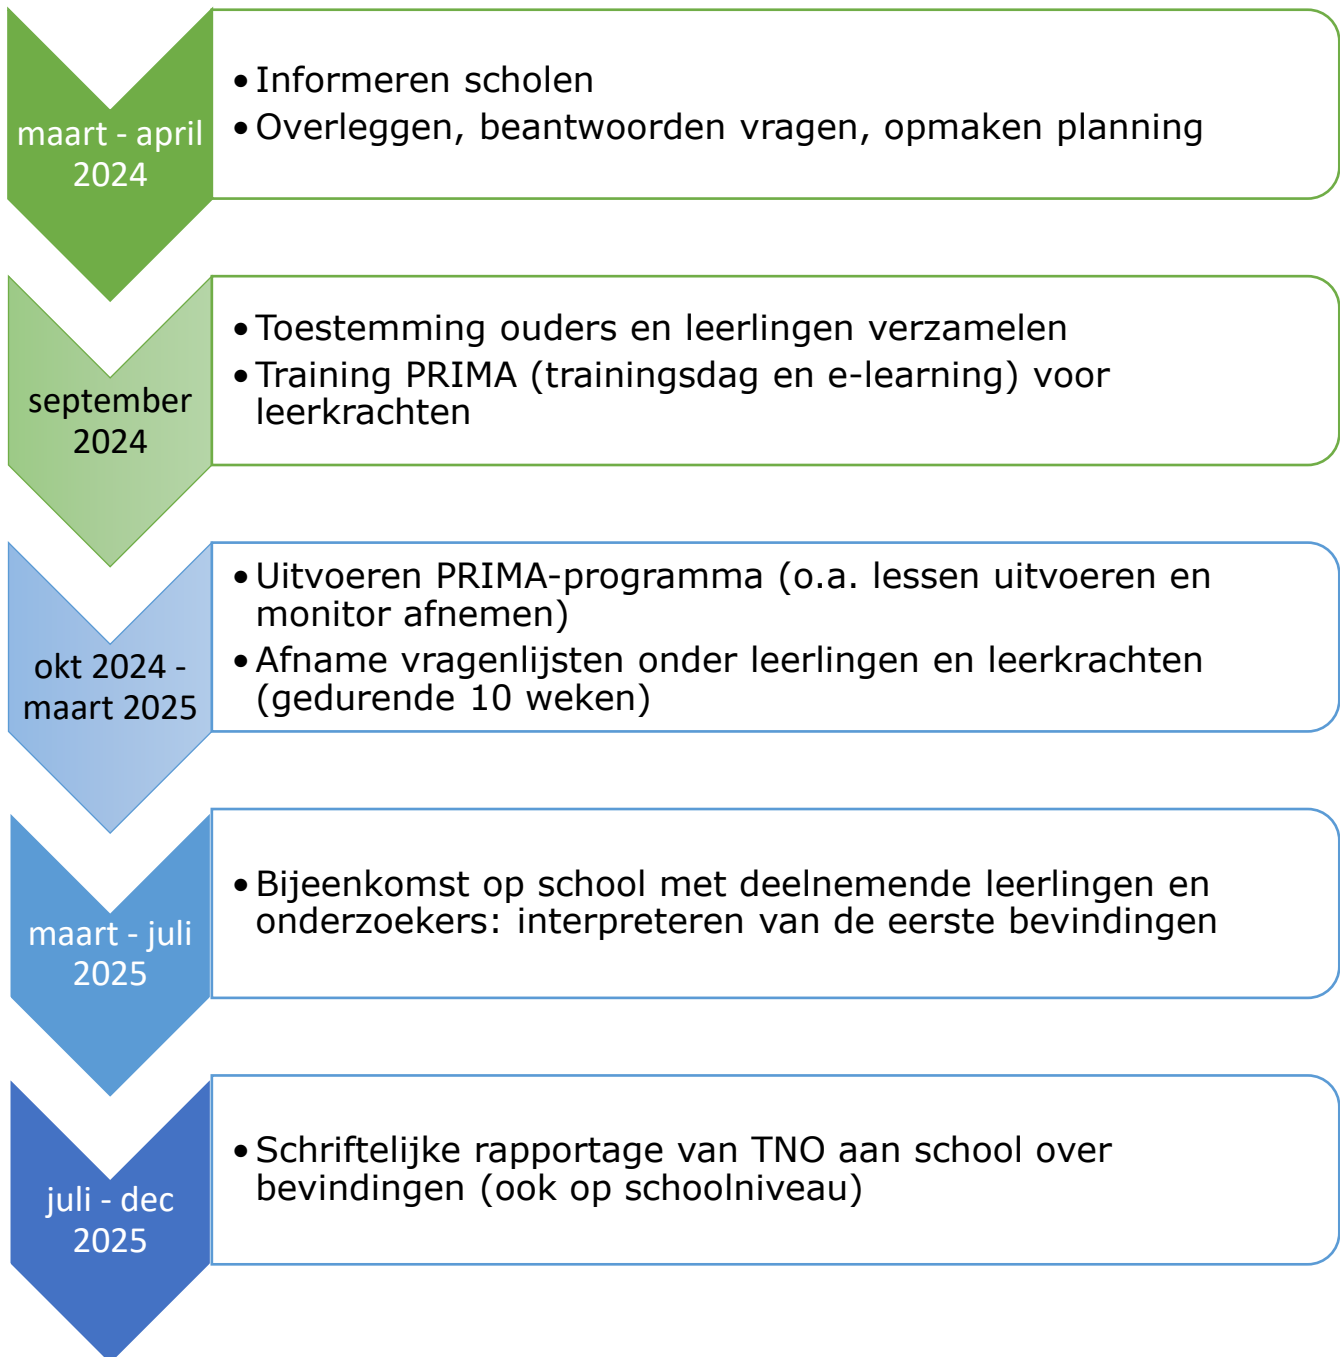 maart - april
2024
• Informeren scholen
• Overleggen, beantwoorden vragen, opmaken planning
september
2024
• Toestemming ouders en leerlingen verzamelen
• Training PRIMA (trainingsdag en e-learning) voor
leerkrachten
okt 2024 -
maart 2025
• Uitvoeren PRIMA-programma (o.a. lessen uitvoeren en
monitor afnemen)
• Afname vragenlijsten onder leerlingen en leerkrachten
(gedurende 10 weken)
maart - juli
2025
• Bijeenkomst op school met deelnemende leerlingen en
onderzoekers: interpreteren van de eerste bevindingen
juli - dec
2025
• Schriftelijke rapportage van TNO aan school over
bevindingen (ook op schoolniveau)